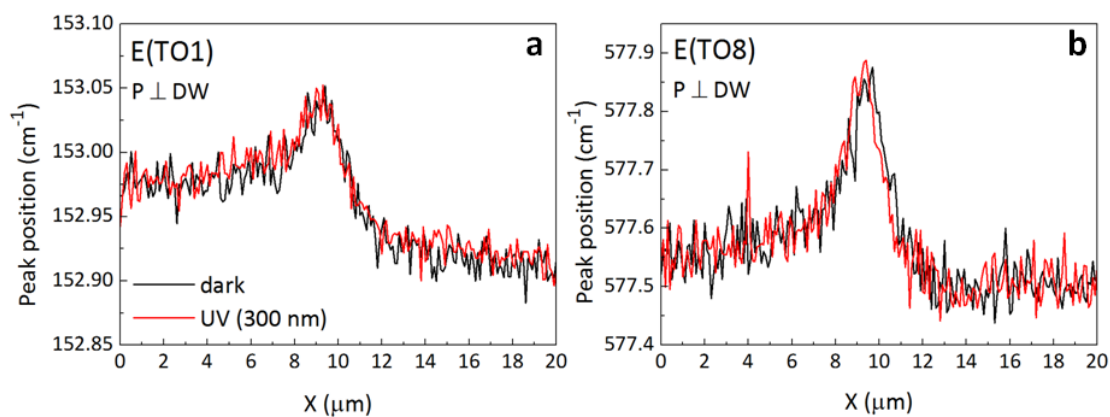 a
E(TO1)
P ⊥ DW
153.10
153.05
153.00
152.95
152.90
152.85
Peak position (cm-1)
dark
UV (300 nm)
0 2 4 6 8 10 12 14 16 18 20
X (μm)
b
E(TO8)
P ⊥ DW
577.9
577.8
577.7
577.6
577.5
577.4
Peak position (cm-1)
0 2 4 6 8 10 12 14 16 18 20
X (μm)